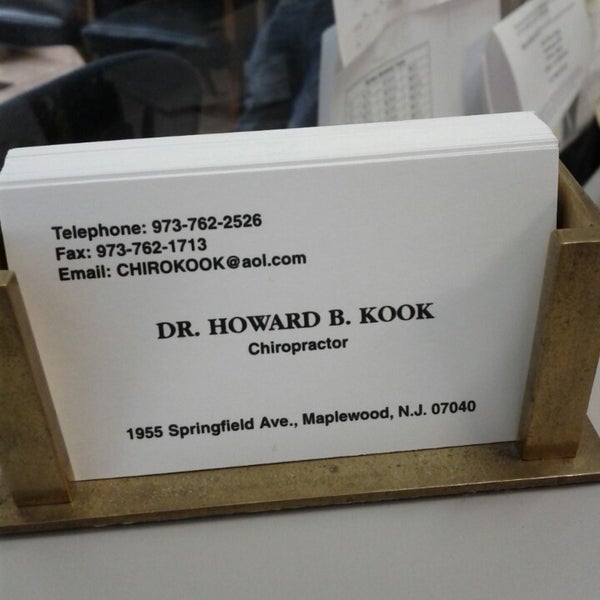 Telephone: 973-762-2526
Fax: 973-762-1713
Email: CHIROKOOK@aol.com
DR. HOWARD B. KOOK
Chiropractor
1955 Springfield Ave., Maplewood, N.J. 07040